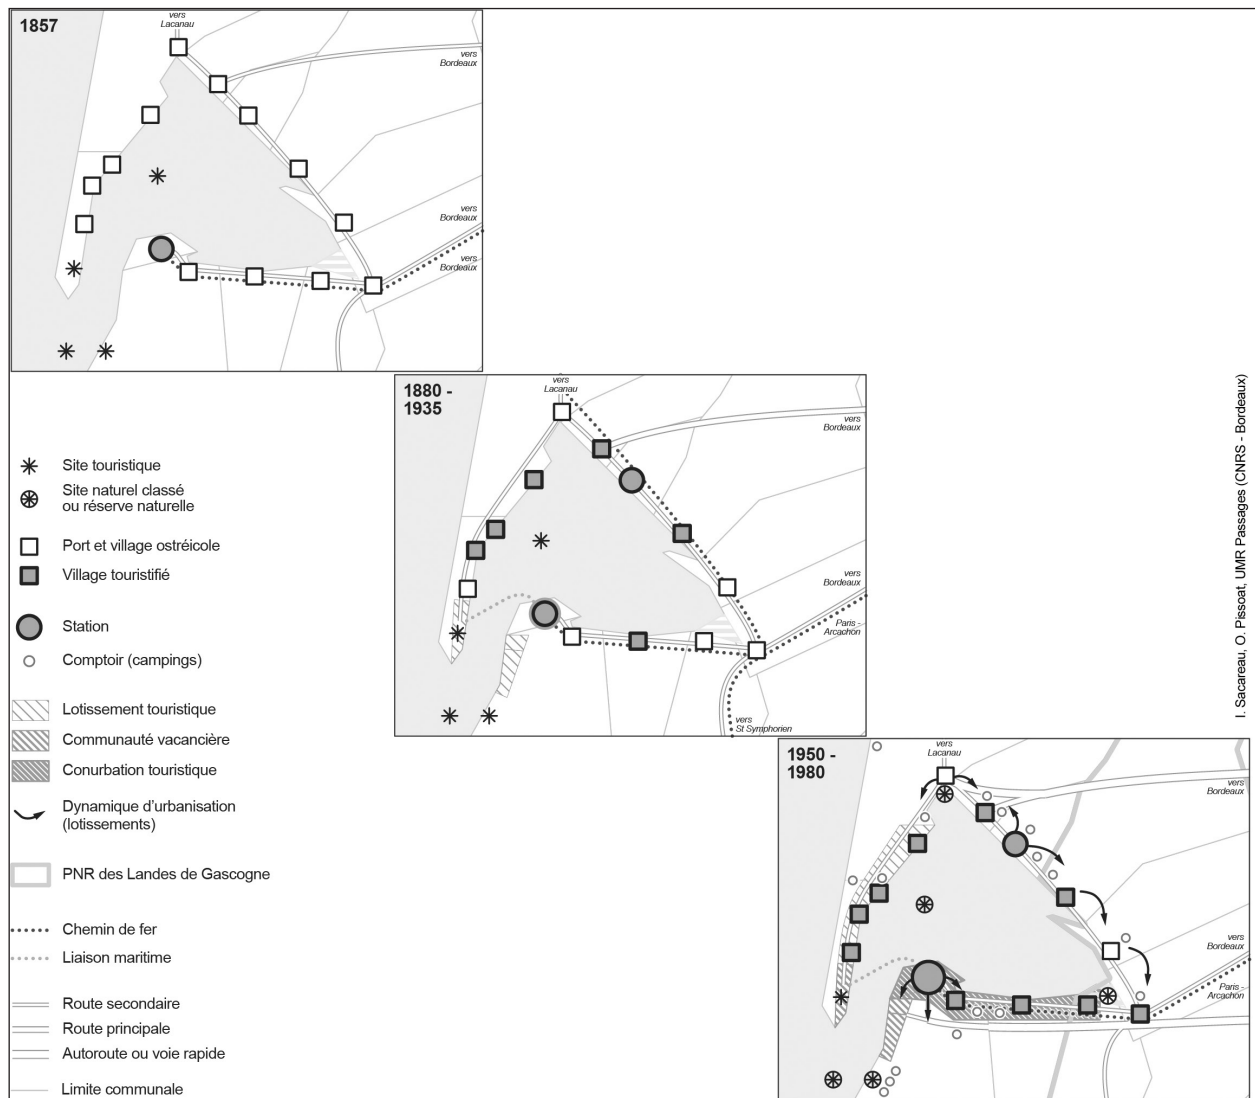 1857
vers
Lacanau
vers
Bordeaux
vers
Bordeaux
vers
Bordeaux
1880 -
1935
vers
Lacanau
vers
Bordeaux
vers
Bordeaux
Paris -
Arcachon
vers
St Symphorien
1950 -
1980
vers
Lacanau
vers
Bordeaux
vers
Bordeaux
Paris -
Arcachon
Site touristique
Site naturel classé
ou réserve naturelle
Port et village ostréicole
Village touristifié
Station
Comptoir (campings)
Lotissement touristique
Communauté vacancière
Conurbation touristique
Dynamique d'urbanisation
(lotissements)
PNR des Landes de Gascogne
Chemin de fer
Liaison maritime
Route secondaire
Route principale
Autoroute ou voie rapide
Limite communale
I. Sacareau, O. Pissoat, UMR Passages (CNRS - Bordeaux)